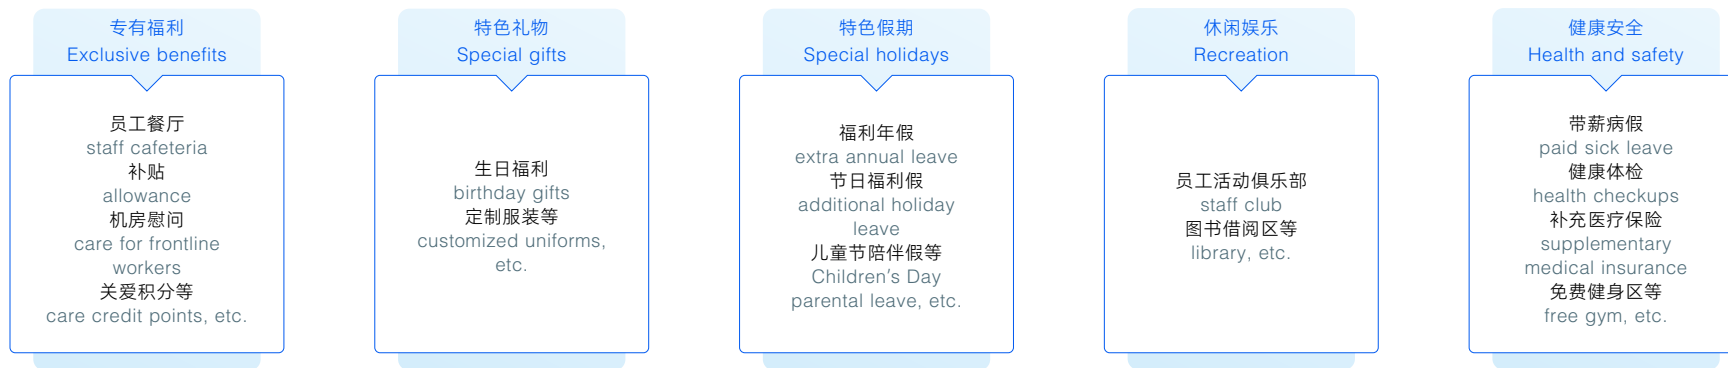 专有福利
Exclusive benefits
员工餐厅
staff cafeteria
补贴
allowance
机房慰问
care for frontline
workers
关爱积分等
care credit points, etc.
特色礼物
Special gifts
生日福利
birthday gifts
定制服装等
customized uniforms,
etc.
特色假期
Special holidays
福利年假
extra annual leave
节日福利假
additional holiday
leave
儿童节陪伴假等
Children's Day
parental leave, etc.
休闲娱乐
Recreation
员工活动俱乐部
staff club
图书借阅区等
library, etc.
健康安全
Health and safety
带薪病假
paid sick leave
健康体检
health checkups
补充医疗保险
supplementary
medical insurance
免费健身区等
free gym, etc.